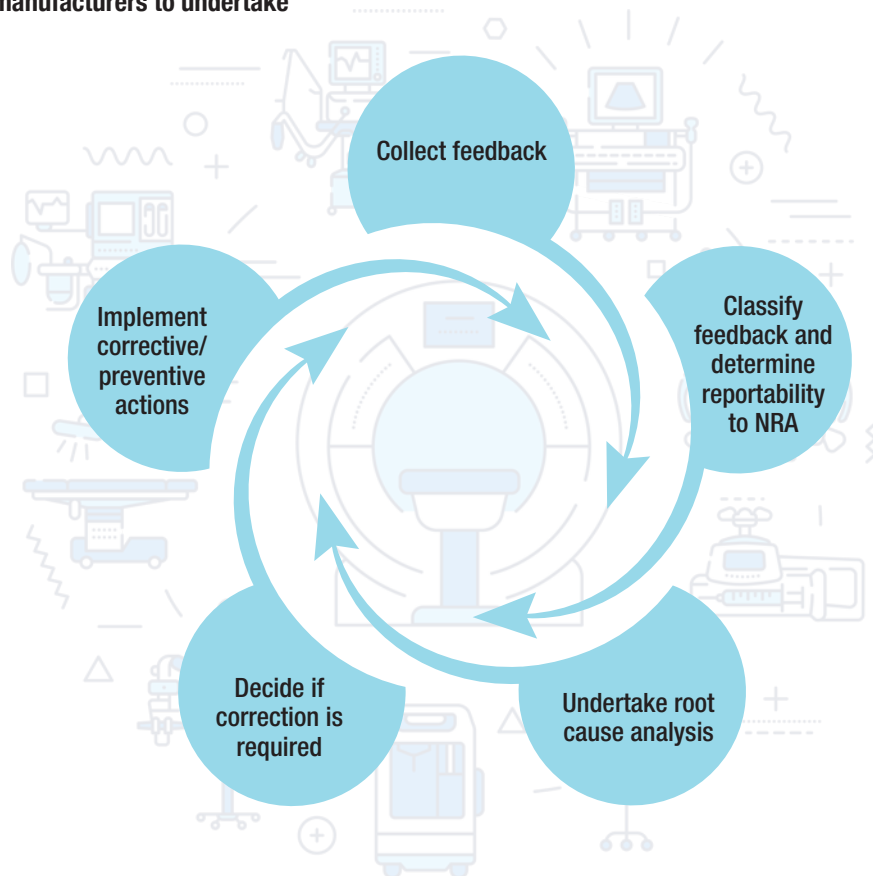 manufacturers to undertake
Collect feedback
Classify
feedback and
determine
reportability
to NRA
Undertake root
cause analysis
Decide if
correction is
required
Implement
corrective/
preventive
actions